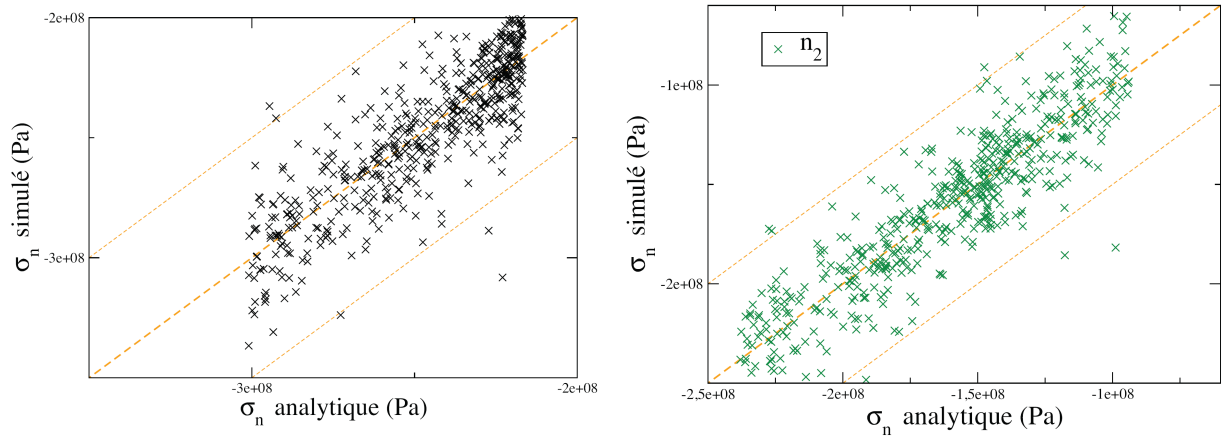 -2e+08
-3e+08
σn simulé (Pa)
-3e+08
-2e+08
σn analytique (Pa)
n2
-1e+08
-2e+08
σn simulé (Pa)
-2,5e+08
-2e+08
-1,5e+08
-1e+08
σn analytique (Pa)